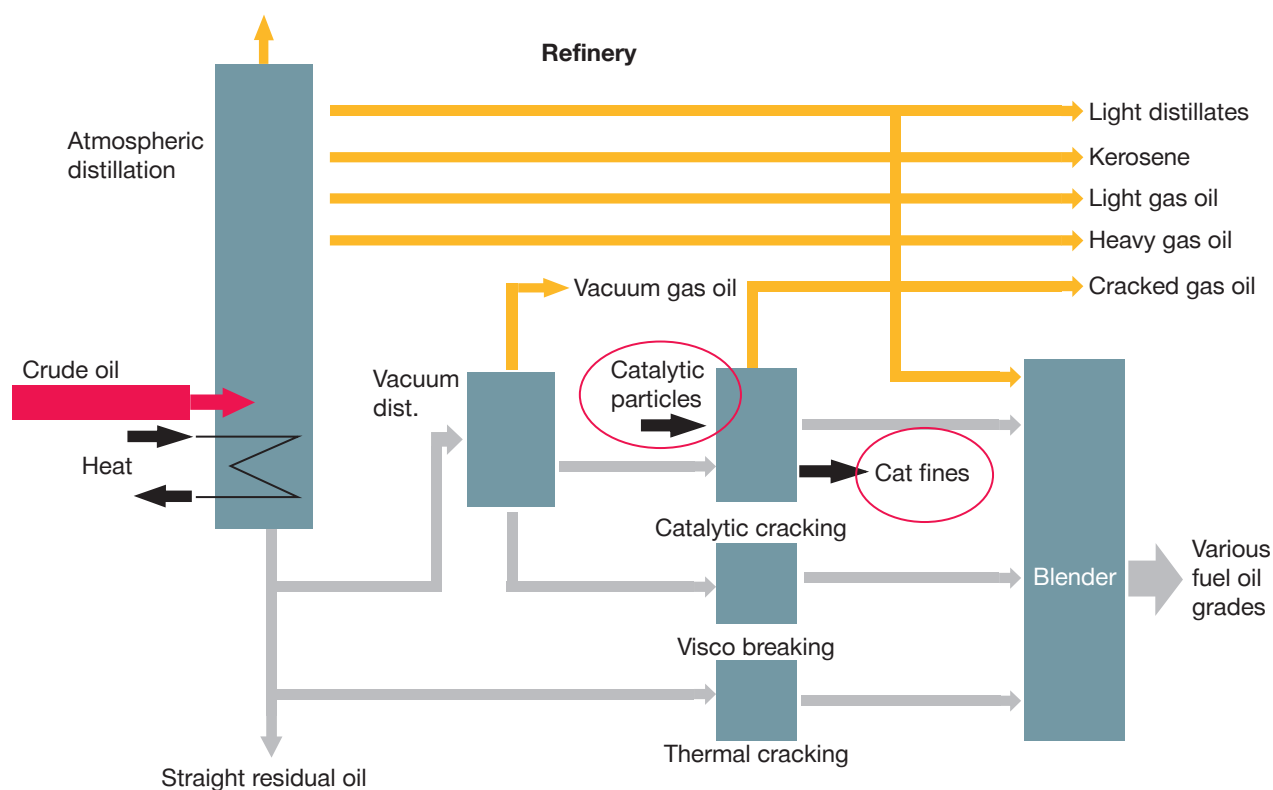 Refinery
Atmospheric
distillation
Light distillates
Kerosene
Light gas oil
Heavy gas oil
Vacuum gas oil
Cracked gas oil
Crude oil
Vacuum
dist.
Catalytic
particles
Heat
Cat fines
Catalytic cracking
Blender
Various
fuel oil
grades
Visco breaking
Thermal cracking
Straight residual oil